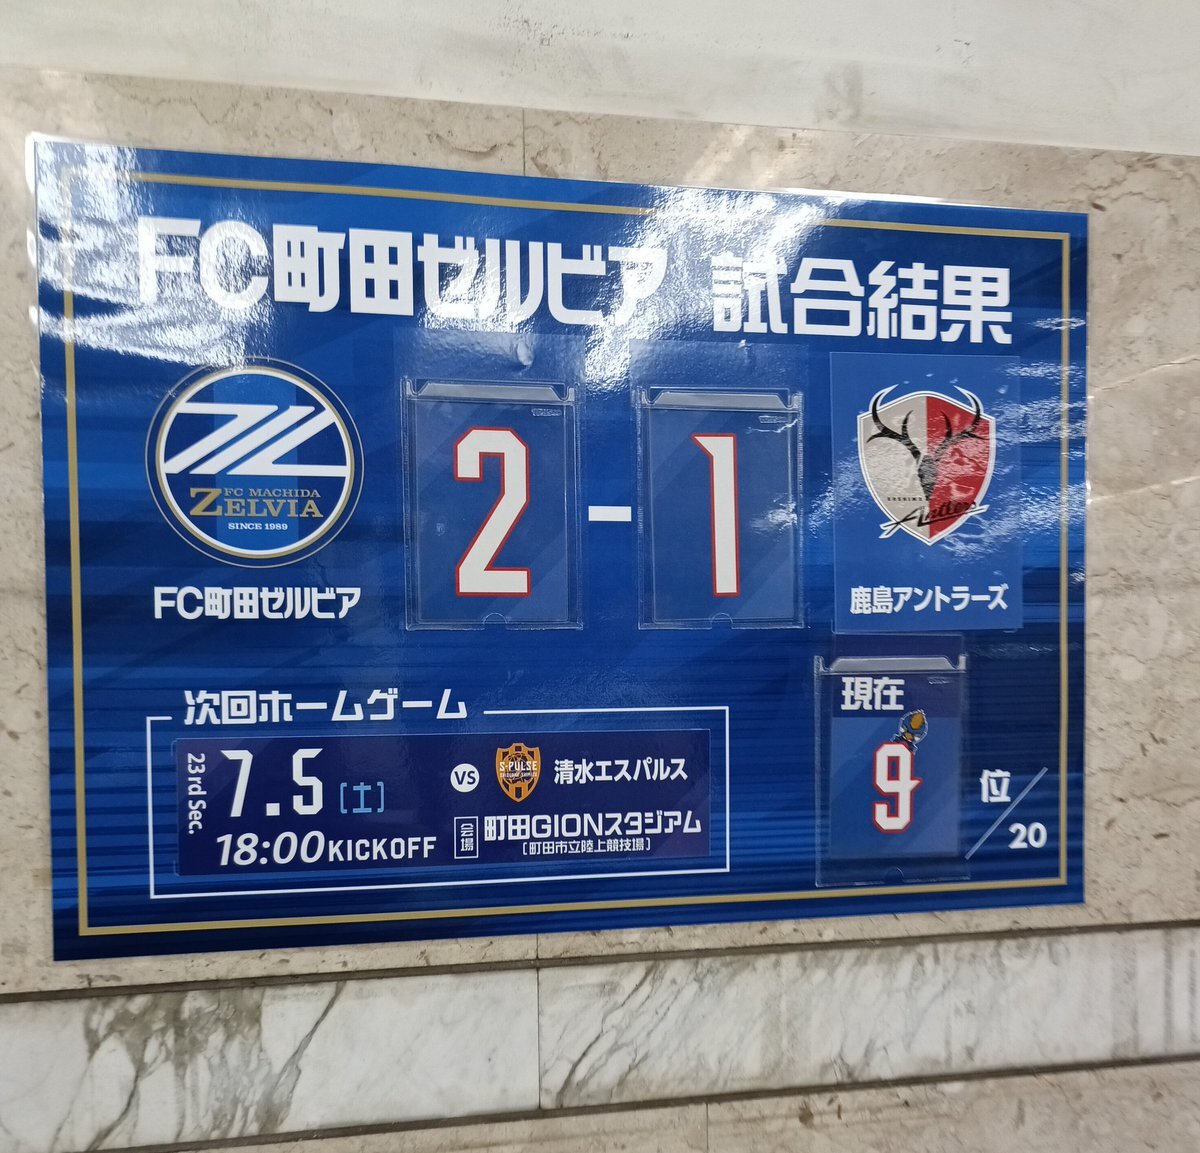 FC町田ゼルビア 試合結果
FC MACHIDA
ZELVIA
SINCE 1989
FC町田ゼルビア
2 - 1
KASHIMA
Antlers
鹿島アントラーズ
次回ホームゲーム
23rd Sec.
7.5 [土]
18:00 KICKOFF
VS
S-PULSE
清水エスパルス
会場
町田GIONスタジアム
[町田市立陸上競技場]
現在
9
位/20